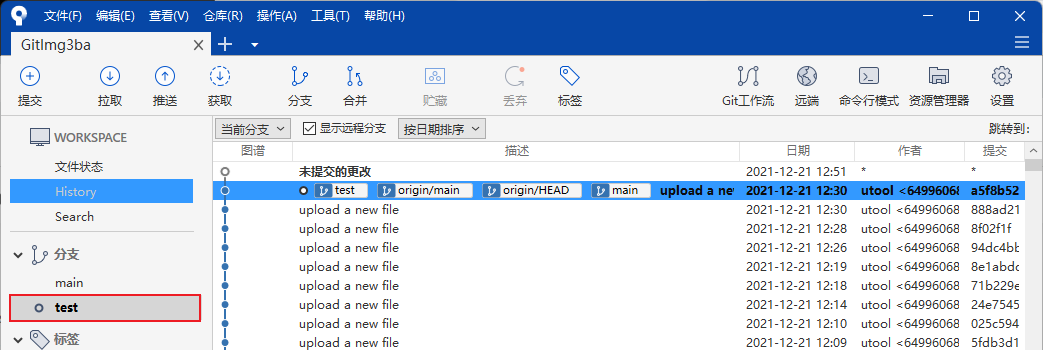 文件(F) 编辑(E) 查看(V) 仓库(R) 操作(A) 工具(T) 帮助(H)
GitImg3ba
提交 拉取 推送 获取 分支 合并 贮藏 丢弃 标签 Git工作流 远端 命令行模式 资源管理器 设置
WORKSPACE
文件状态
History
Search
分支
main
test
标签
当前分支 显示远程分支 按日期排序 跳转到:
图谱 描述 日期 作者 提交
未提交的更改 2021-12-21 12:51 * *
test origin/main origin/HEAD main upload a ne 2021-12-21 12:30 utool <64996068 a5f8b52
upload a new file 2021-12-21 12:30 utool <64996068 888ad21
upload a new file 2021-12-21 12:28 utool <64996068 8f02f1f
upload a new file 2021-12-21 12:26 utool <64996068 94dc4bb
upload a new file 2021-12-21 12:19 utool <64996068 8e1abdc
upload a new file 2021-12-21 12:18 utool <64996068 71b229e
upload a new file 2021-12-21 12:14 utool <64996068 24e7545
upload a new file 2021-12-21 12:10 utool <64996068 025c594
upload a new file 2021-12-21 12:09 utool <64996068 5fdb3d1